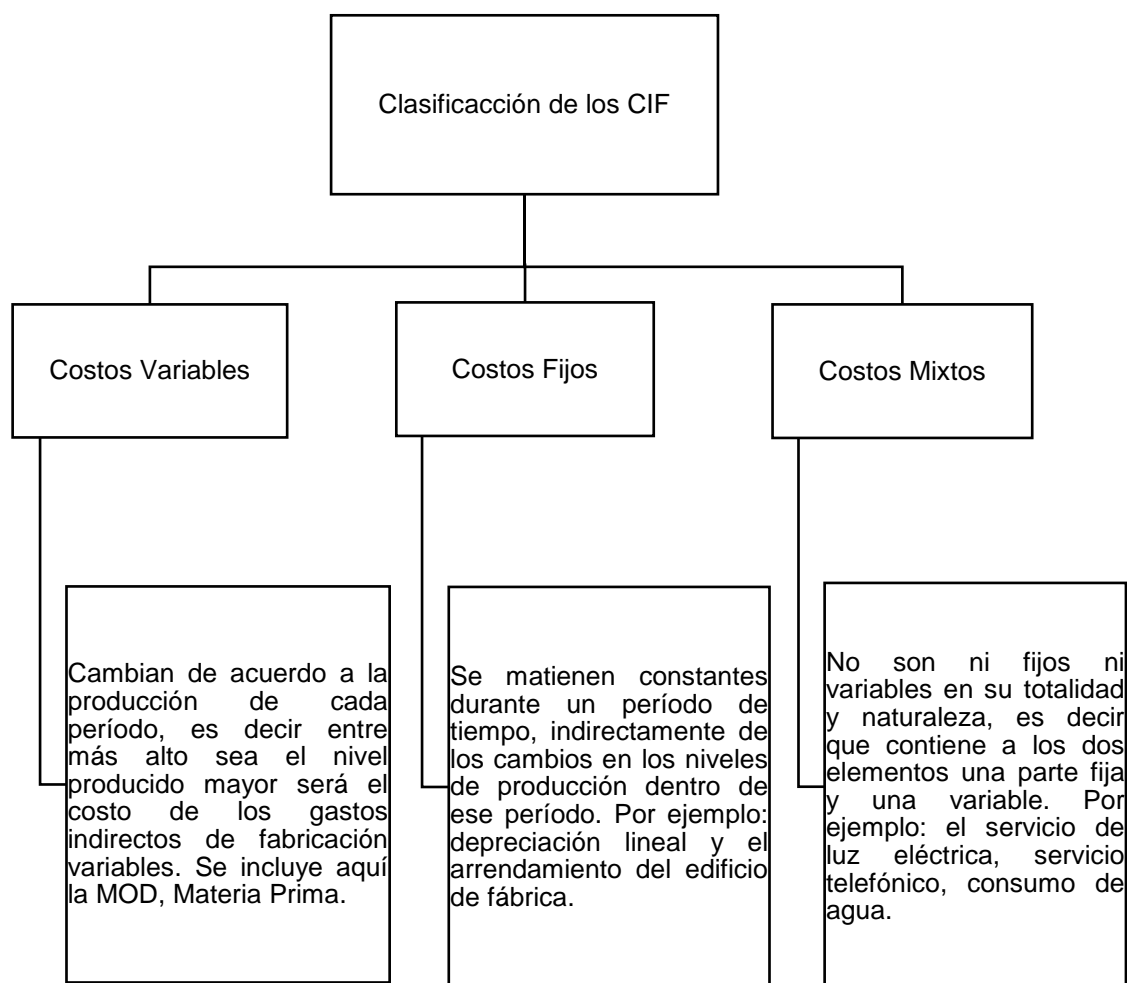 Clasificacción de los CIF
Costos Variables
Costos Fijos
Costos Mixtos
Cambian de acuerdo a la
producción de cada
período, es decir entre
más alto sea el nivel
producido mayor será el
costo de los gastos
indirectos de fabricación
variables. Se incluye aquí
la MOD, Materia Prima.
Se matienen constantes
durante un período de
tiempo, indirectamente de
los cambios en los niveles
de producción dentro de
ese período. Por ejemplo:
depreciación lineal y el
arrendamiento del edificio
de fábrica.
No son ni fijos ni
variables en su totalidad
y naturaleza, es decir
que contiene a los dos
elementos una parte fija
y una variable. Por
ejemplo: el servicio de
luz eléctrica, servicio
telefónico, consumo de
agua.